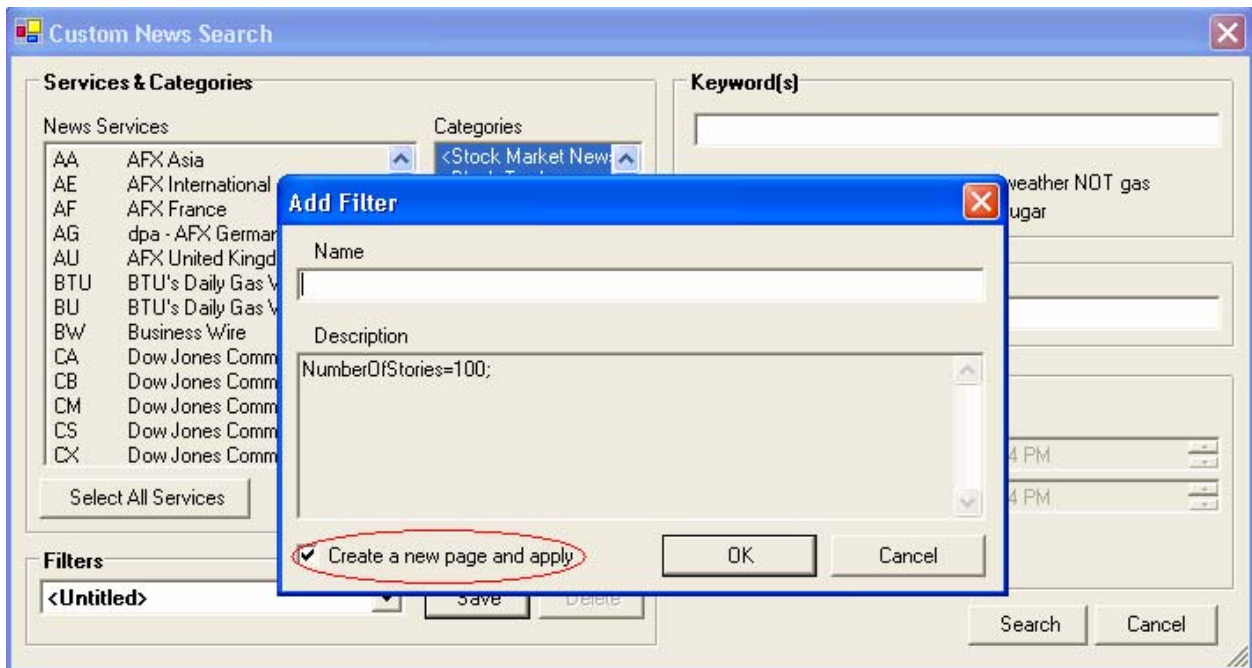 Custom News Search
Services & Categories
News Services
Categories
AA AFX Asia
AE AFX International
AF AFX France
AG dpa - AFX German
AU AFX United Kingd
BTU BTU's Daily Gas
BU BTU's Daily Gas
BW Business Wire
CA Dow Jones Comm
CB Dow Jones Comm
CM Dow Jones Comm
CS Dow Jones Comm
CX Dow Jones Comm
<Stock Market New
Select All Services
Filters
<Untitled>
Save Delete
Keyword(s)
weather NOT gas
ugar
4 PM
4 PM
Search Cancel
Add Filter
Name
Description
NumberOfStories=100;
Create a new page and apply
OK Cancel